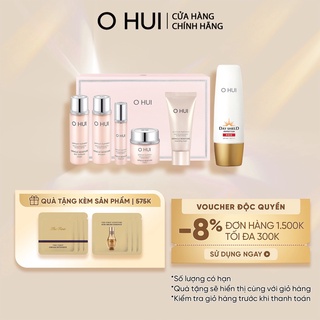 O HUI
CỬA HÀNG
CHÍNH HÃNG
O HUI
O HUI
DAY SHIELD
QUÀ TẶNG KÈM SẢN PHẨM | 575K
VOUCHER ĐỘC QUYỀN
-8% ĐƠN HÀNG 1.500K
TỐI ĐA 300K
SỬ DỤNG NGAY
*Số lượng có hạn
*Quà tặng sẽ hiển thị cùng với giỏ hàng
*Kiểm tra giỏ hàng trước khi thanh toán